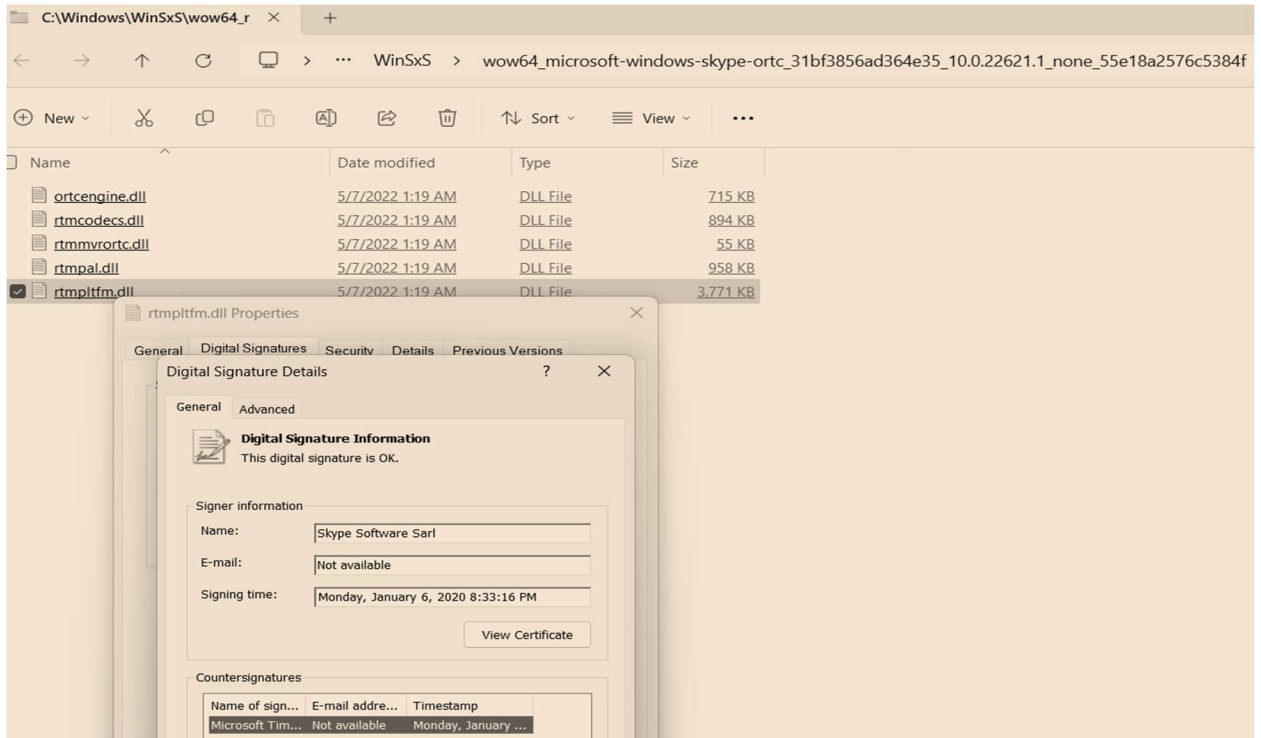 C:\Windows\WinSxS\wow64_r
WinSxS > wow64_microsoft-windows-skype-ortc_31bf3856ad364e35_10.0.22621.1_none_55e18a2576c5384f
New Sort View
Name Date modified Type Size
ortcengine.dll 5/7/2022 1:19 AM DLL File 715 KB
rtmcodecs.dll 5/7/2022 1:19 AM DLL File 894 KB
rtmmvrortc.dll 5/7/2022 1:19 AM DLL File 55 KB
rtmpal.dll 5/7/2022 1:19 AM DLL File 958 KB
rtmpltfm.dll 5/7/2022 1:19 AM DLL File 3,771 KB
rtmpltfm.dll Properties
General Digital Signatures Security Details Previous Versions
Digital Signature Details ?
General Advanced
Digital Signature Information
This digital signature is OK.
Signer information
Name: Skype Software Sarl
E-mail: Not available
Signing time: Monday, January 6, 2020 8:33:16 PM
View Certificate
Countersignatures
Name of sign... E-mail addre... Timestamp
Microsoft Tim... Not available Monday, January ...